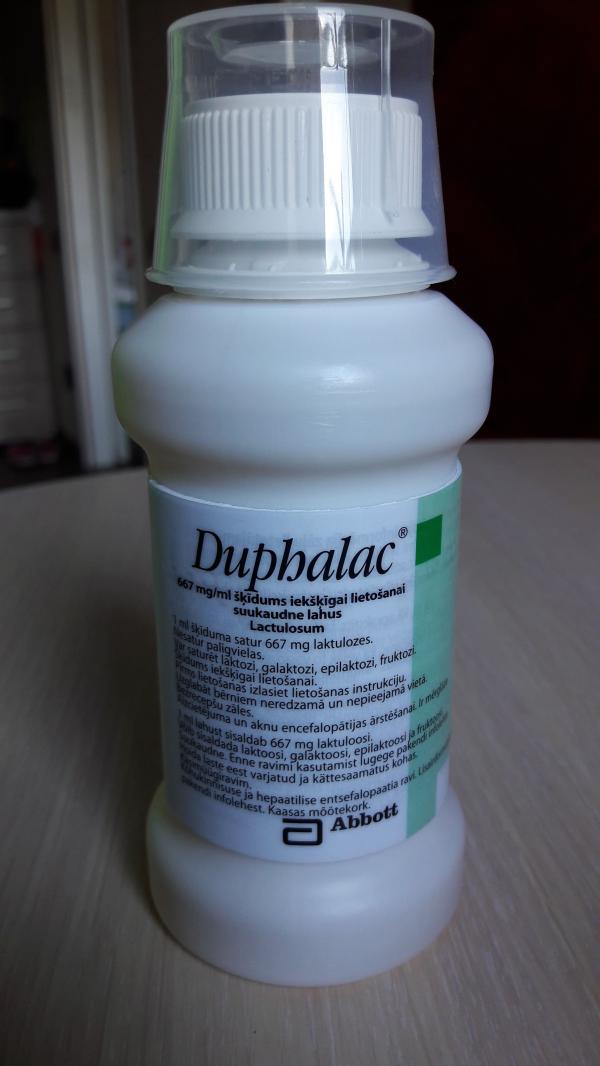 Duphalac®
667 mg/ml šķīdums iekšķīgai lietošanai
suukaudne lahus
Lactulosum
1 ml šķīduma satur 667 mg laktulozes.
Nesatur palīgvielas.
Var saturēt laktozi, galaktozi, epilaktozi, fruktozi.
Šķīdums iekšķīgai lietošanai.
Pirms lietošanas izlasiet lietošanas instrukciju.
Uzglabāt bērniem neredzamā un nepieejamā vietā.
Bezrecepšu zāles.
Aizcietējuma un aknu encefalopātijas ārstēšanai. Ir
1 ml lahust sisaldab 667 mg laktuloosi.
Võib sisaldada laktoosi, galaktoosi, epilaktoosi ja fruktoosi.
Suukaudne. Enne ravimi kasutamist lugege pakendi infolehte.
Hoida laste eest varjatud ja kättesaamatus kohas.
Käsimüügiravim.
Kõhukinnisuse ja hepaatilise entsefalopaatia ravi.
pakendi infolehest. Kaasas mõõtekork.
Abbott